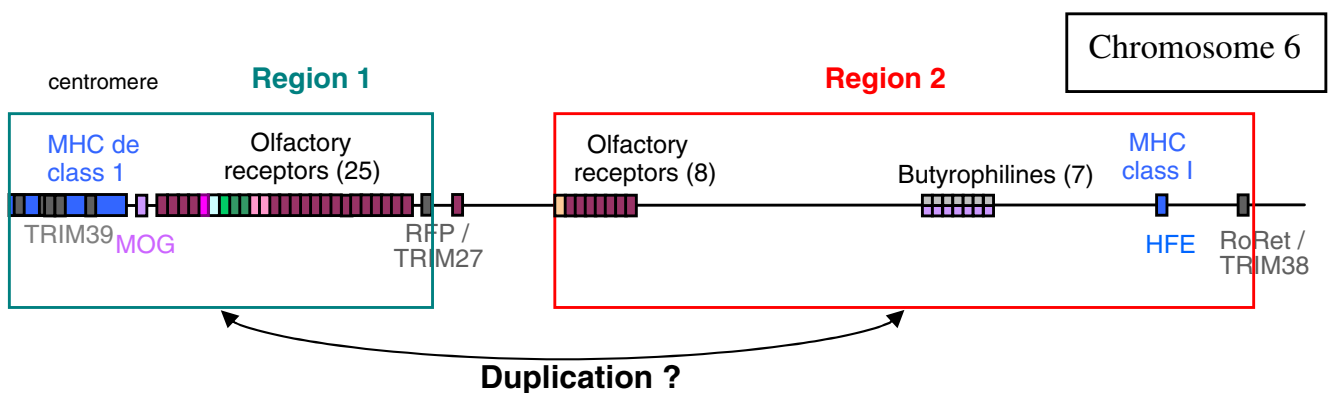 Chromosome 6
centromere
Region 1
Region 2
MHC de
class 1
Olfactory
receptors (25)
Olfactory
receptors (8)
Butyrophilines (7)
MHC
class I
TRIM39
MOG
RFP /
TRIM27
HFE
RoRet /
TRIM38
Duplication ?